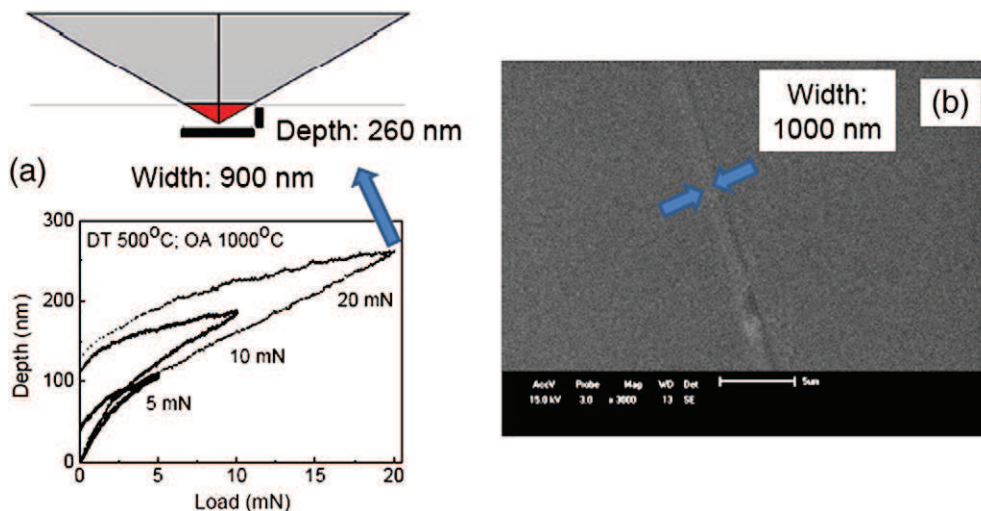 Depth: 260 nm
(a)
Width: 900 nm
300
200
100
0
Depth (nm)
DT 500°C; OA 1000°C
20 mN
10 mN
5 mN
0 5 10 15 20
Load (mN)
Width:
1000 nm
(b)
AccV Probe Mag WD Det
15.0 kV 3.0 x 3000 13 SE
5um